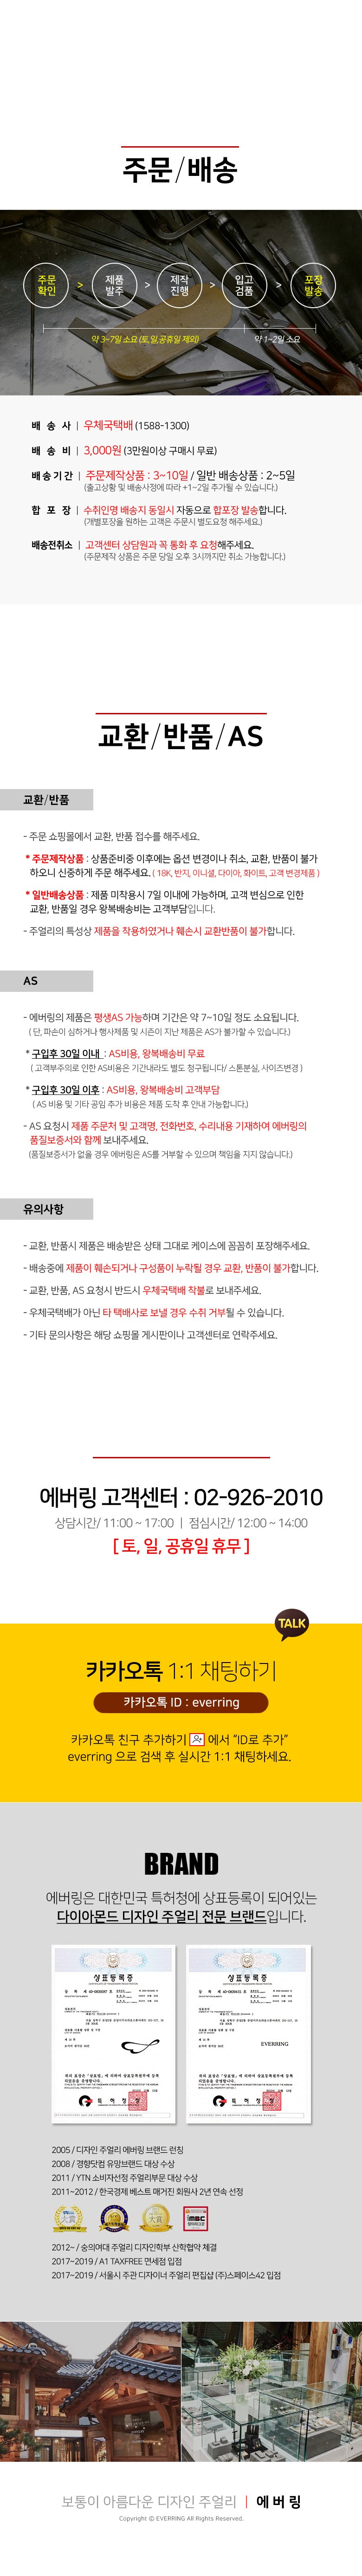 주문/배송
주문
확인
>
제품
발주
>
제작
진행
>
입고
검품
>
포장
발송
약 3~7일 소요 (토,일,공휴일 제외)
약 1~2일 소요
배 송 사 | 우체국택배 (1588-1300)
배 송 비 | 3,000원 (3만원이상 구매시 무료)
배송기간 | 주문제작상품 : 3~10일 / 일반 배송상품 : 2~5일
(출고상황 및 배송사정에 따라 +1~2일 추가될 수 있습니다.)
합 포 장 | 수취인명 배송지 동일시 자동으로 합포장 발송합니다.
(개별포장을 원하는 고객은 주문시 별도요청 해주세요.)
배송전취소 | 고객센터 상담원과 꼭 통화 후 요청해주세요.
(주문제작 상품은 주문 당일 오후 3시까지만 취소 가능합니다.)
교환/반품/AS
교환/반품
- 주문 쇼핑몰에서 교환, 반품 접수를 해주세요.
* 주문제작상품 : 상품준비중 이후에는 옵션 변경이나 취소, 교환, 반품이 불가
하오니 신중하게 주문 해주세요. ( 18K, 반지, 이니셜, 다이아, 화이트, 고객 변경제품 )
* 일반배송상품 : 제품 미착용시 7일 이내에 가능하며, 고객 변심으로 인한
교환, 반품일 경우 왕복배송비는 고객부담입니다.
- 주얼리의 특성상 제품을 착용하였거나 훼손시 교환반품이 불가합니다.
AS
- 에버링의 제품은 평생AS 가능하며 기간은 약 7~10일 정도 소요됩니다.
( 단, 파손이 심하거나 행사제품 및 시즌이 지난 제품은 AS가 불가할 수 있습니다.)
* 구입후 30일 이내 : AS비용, 왕복배송비 무료
( 고객부주의로 인한 AS비용은 기간내라도 별도 청구됩니다/ 스톤분실, 사이즈변경 )
* 구입후 30일 이후 : AS비용, 왕복배송비 고객부담
( AS 비용 및 기타 공임 추가 비용은 제품 도착 후 안내 가능합니다.)
- AS 요청시 제품 주문처 및 고객명, 전화번호, 수리내용 기재하여 에버링의
품질보증서와 함께 보내주세요.
(품질보증서가 없을 경우 에버링은 AS를 거부할 수 있으며 책임을 지지 않습니다.)
유의사항
- 교환, 반품시 제품은 배송받은 상태 그대로 케이스에 꼼꼼히 포장해주세요.
- 배송중에 제품이 훼손되거나 구성품이 누락될 경우 교환, 반품이 불가합니다.
- 교환, 반품, AS 요청시 반드시 우체국택배 착불로 보내주세요.
- 우체국택배가 아닌 타 택배사로 보낼 경우 수취 거부될 수 있습니다.
- 기타 문의사항은 해당 쇼핑몰 게시판이나 고객센터로 연락주세요.
에버링 고객센터 : 02-926-2010
상담시간/ 11:00 ~ 17:00 | 점심시간/ 12:00 ~ 14:00
[ 토, 일, 공휴일 휴무 ]
TALK
카카오톡 1:1 채팅하기
카카오톡 ID : everring
카카오톡 친구 추가하기 에서 "ID로 추가"
everring 으로 검색 후 실시간 1:1 채팅하세요.
BRAND
에버링은 대한민국 특허청에 상표등록이 되어있는
다이아몬드 디자인 주얼리 전문 브랜드입니다.
상표등록증
상표등록증
EVERRING
특허청
특허청
2005 / 디자인 주얼리 에버링 브랜드 런칭
2008 / 경향닷컴 유망브랜드 대상 수상
2011 / YTN 소비자선정 주얼리부문 대상 수상
2011~2012 / 한국경제 베스트 매거진 회원사 2년 연속 선정
大賞
大賞
iMBC
2012~ / 숭의여대 주얼리 디자인학부 산학협약 체결
2017~2019 / A1 TAXFREE 면세점 입점
2017~2019 / 서울시 주관 디자이너 주얼리 편집샵 (주)스페이스42 입점
보통이 아름다운 디자인 주얼리 | 에버링
Copyright ⓒ EVERRING All Rights Reserved.